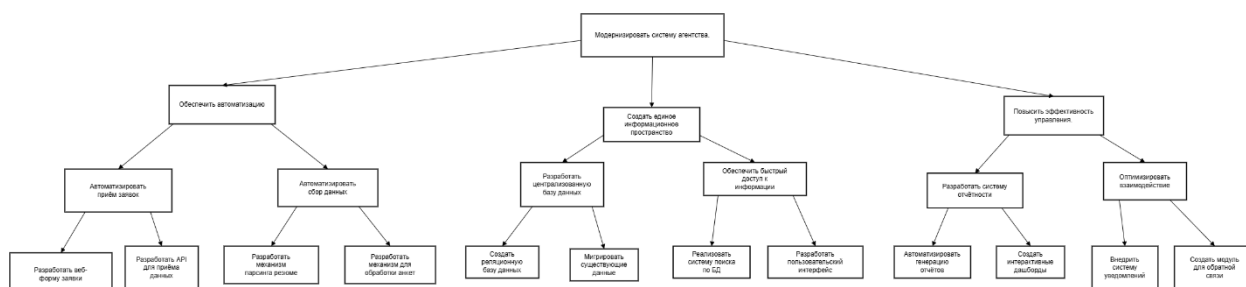 Модернизировать систему агентства.
Обеспечить автоматизацию
Создать единое
информационное
пространство
Повысить эффективность
управления.
Автоматизировать
приём заявок
Автоматизировать
сбор данных
Разработать
централизованную
базу данных
Обеспечить быстрый
доступ к
информации
Разработать систему
отчётности
Оптимизировать
взаимодействие
Разработать веб-
форму заявки
Разработать API
для приёма
данных
Разработать
механизм
парсинга резюме
Разработать
механизм для
обработки анкет
Создать
реляционную
базу данных
Мигрировать
существующие
данные
Реализовать
систему поиска
по БД
Разработать
пользовательский
интерфейс
Автоматизировать
генерацию
отчётов
Создать
интерактивные
дашборды
Внедрить
систему
уведомлений
Создать модуль
для обратной
связи